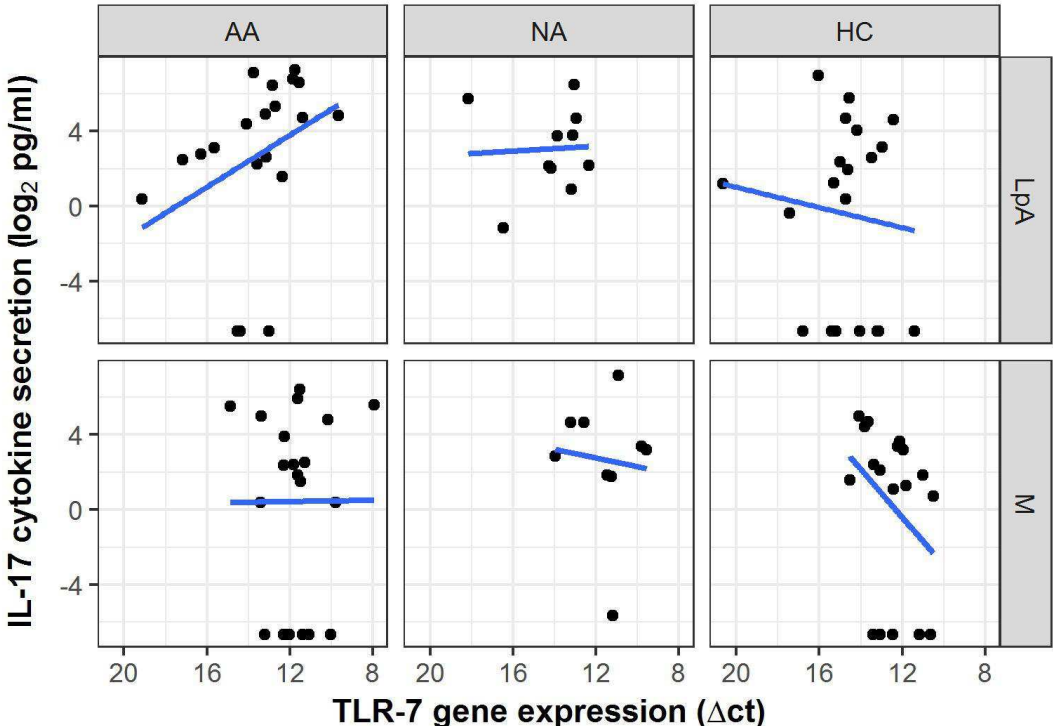 AA NA HC
IL-17 cytokine secretion (log₂ pg/ml)
4
0
-4
LpA
4
0
-4
M
20 16 12 8 20 16 12 8 20 16 12 8
TLR-7 gene expression (Δct)